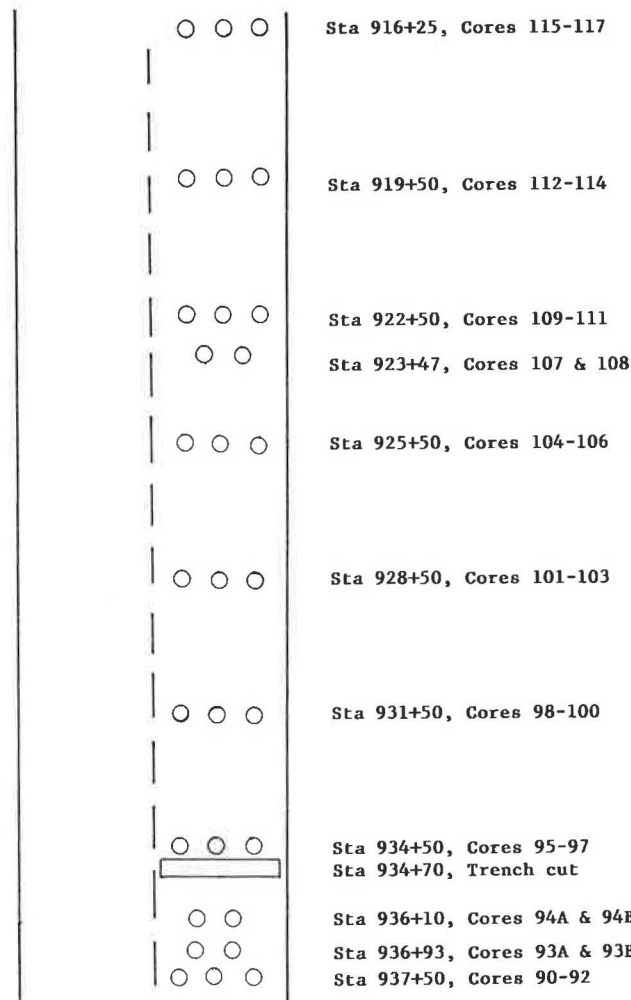 Sta 916+25, Cores 115-117
Sta 919+50, Cores 112-114
Sta 922+50, Cores 109-111
Sta 923+47, Cores 107 & 108
Sta 925+50, Cores 104-106
Sta 928+50, Cores 101-103
Sta 931+50, Cores 98-100
Sta 934+50, Cores 95-97
Sta 934+70, Trench cut
Sta 936+10, Cores 94A & 94B
Sta 936+93, Cores 93A & 93B
Sta 937+50, Cores 90-92